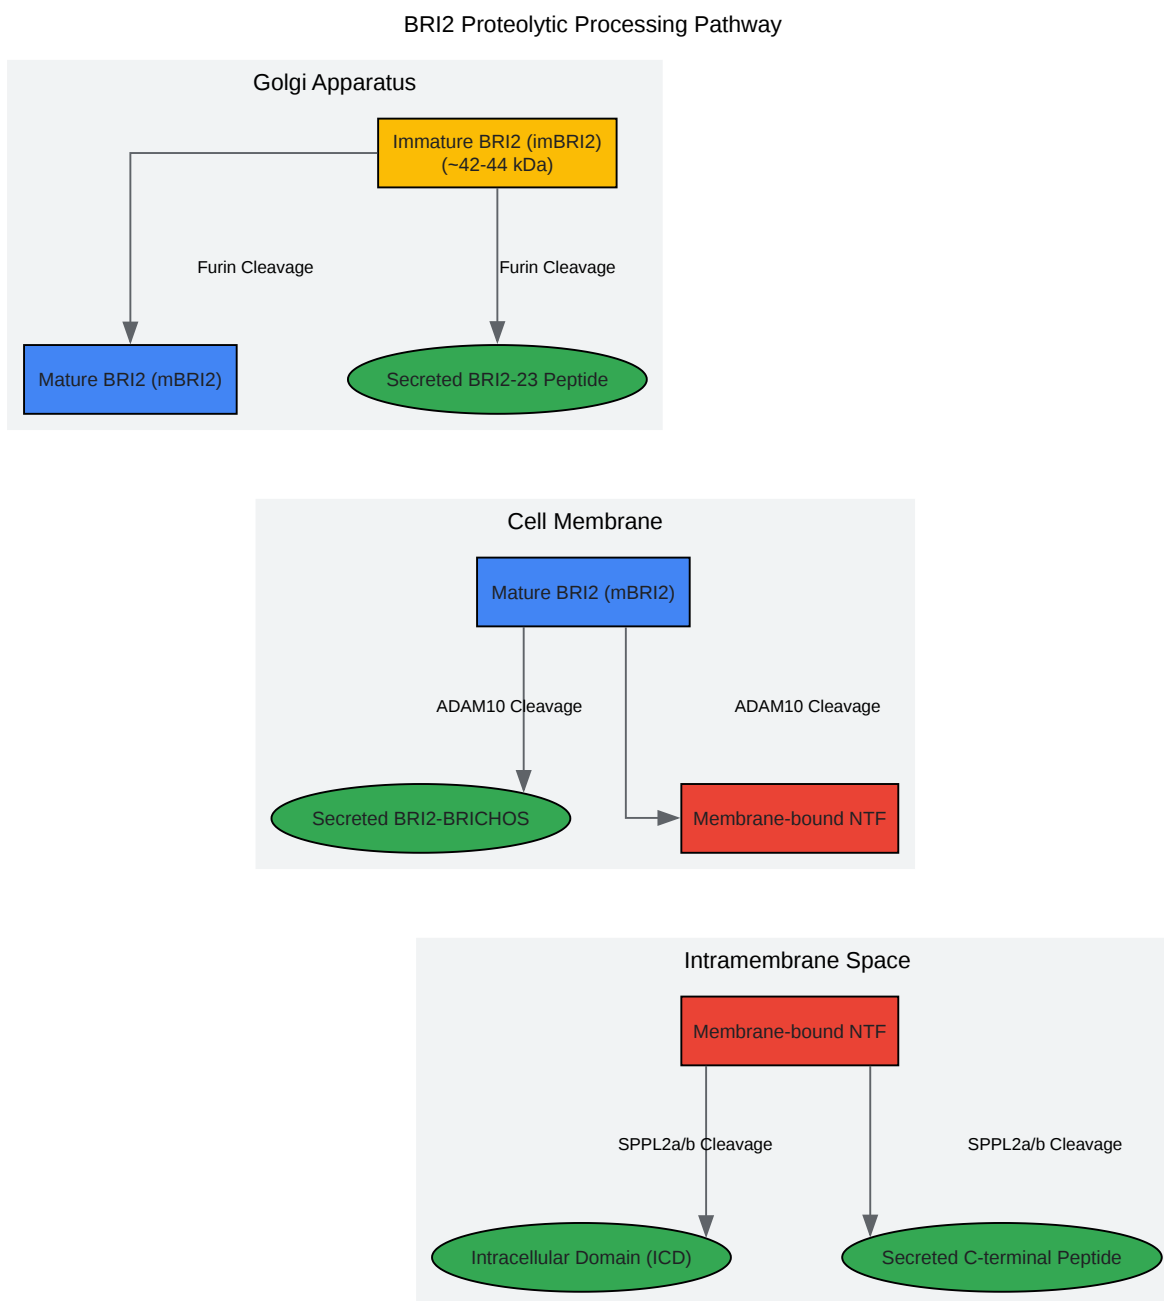 BRI2 Proteolytic Processing Pathway
Golgi Apparatus
Immature BRI2 (imBRI2)
(~42-44 kDa)
Furin Cleavage
Furin Cleavage
Mature BRI2 (mBRI2)
Secreted BRI2-23 Peptide
Cell Membrane
Mature BRI2 (mBRI2)
ADAM10 Cleavage
ADAM10 Cleavage
Secreted BRI2-BRICHOS
Membrane-bound NTF
Intramembrane Space
Membrane-bound NTF
SPPL2a/b Cleavage
SPPL2a/b Cleavage
Intracellular Domain (ICD)
Secreted C-terminal Peptide